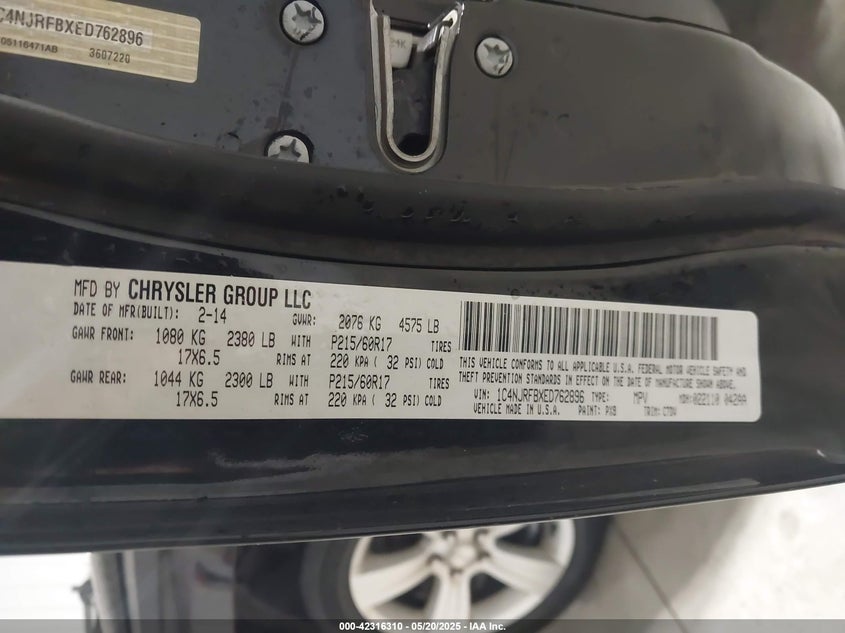 C4NJRFBXED762896
05116471AB 3607220
24K
MFD BY CHRYSLER GROUP LLC
DATE OF MFR(BUILT): 2-14 GVWR: 2076 KG 4575 LB
GAWR FRONT: 1080 KG 2380 LB WITH P215/60R17 TIRES
17X6.5 RIMS AT 220 KPA ( 32 PSI) COLD
GAWR REAR: 1044 KG 2300 LB WITH P215/60R17 TIRES
17X6.5 RIMS AT 220 KPA ( 32 PSI) COLD
THIS VEHICLE CONFORMS TO ALL APPLICABLE U.S.A. FEDERAL MOTOR VEHICLE SAFETY AND
THEFT PREVENTION STANDARDS IN EFFECT ON THE DATE OF MANUFACTURE SHOWN ABOVE.
VIN: 1C4NJRFBXED762896 TYPE: MPV MDH:022110 042AA
VEHICLE MADE IN U.S.A. PAINT: PX8 TRIM: CTDV
000-42316310 — 05/20/2025 — IAA Inc.